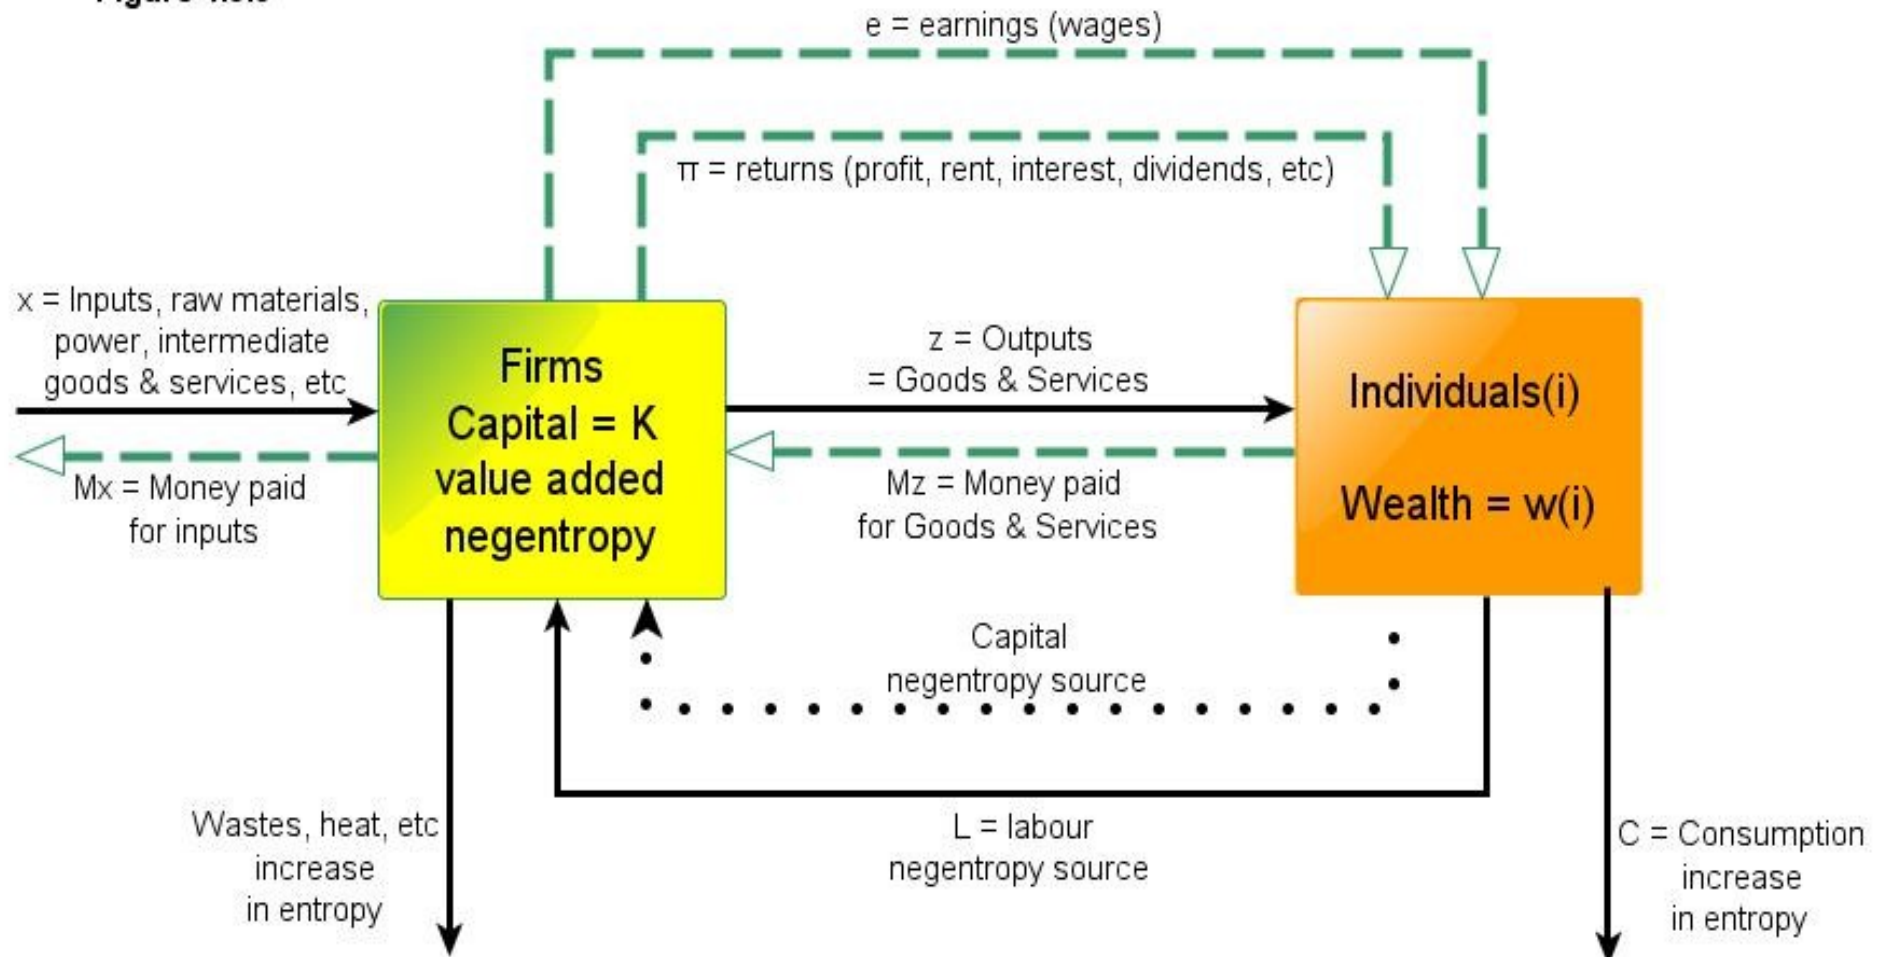 e = earnings (wages)
π = returns (profit, rent, interest, dividends, etc)
x = Inputs, raw materials,
power, intermediate
goods & services, etc
Mx = Money paid
for inputs
Firms
Capital = K
value added
negentropy
z = Outputs
= Goods & Services
Mz = Money paid
for Goods & Services
Individuals(i)
Wealth = w(i)
Capital
negentropy source
L = labour
negentropy source
Wastes, heat, etc
increase
in entropy
C = Consumption
increase
in entropy